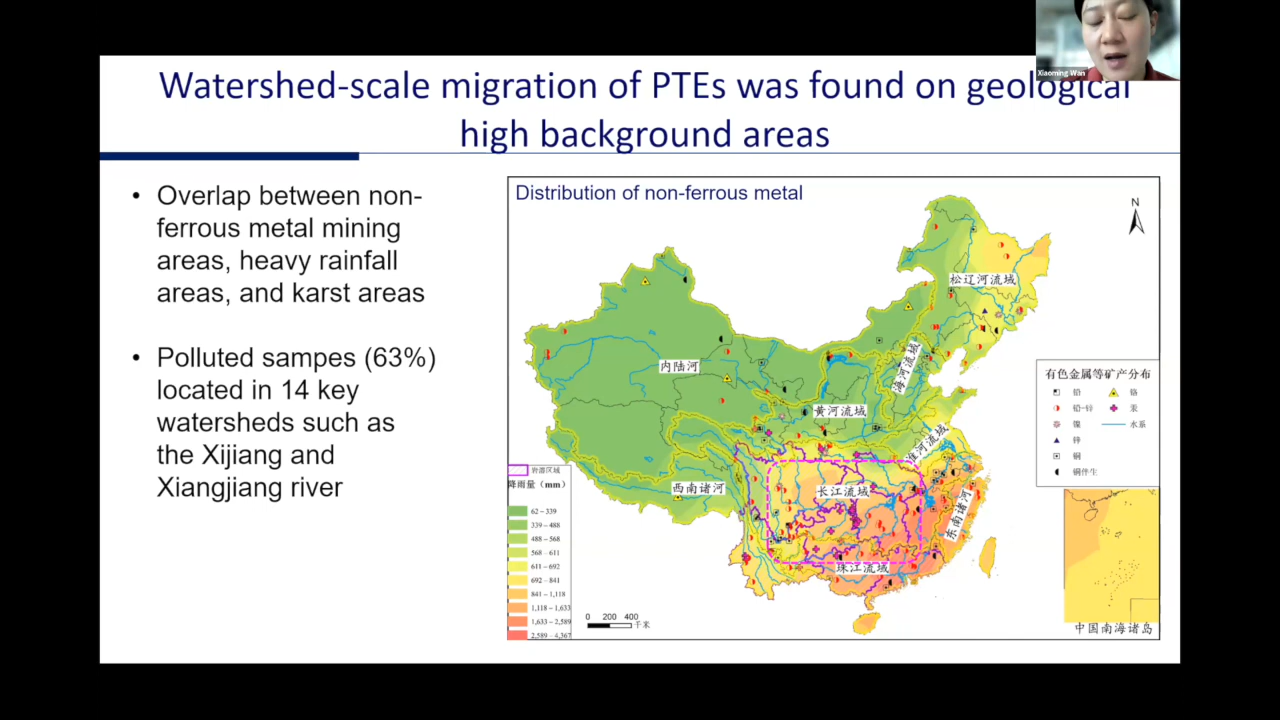 Xiaoming Wan
Watershed-scale migration of PTEs was found on geological
high background areas
• Overlap between non-
ferrous metal mining
areas, heavy rainfall
areas, and karst areas
• Polluted sampes (63%)
located in 14 key
watersheds such as
the Xijiang and
Xiangjiang river
Distribution of non-ferrous metal
N
松辽河流域
内陆河
海河流域
黄河流域
淮河流域
西南诸河
长江流域
东南诸河
珠江流域
有色金属等矿产分布
铅
铬
铅-锌
汞
镍
水系
锌
铜
铜伴生
岩溶区域
降雨量(mm)
62-339
339-488
488-568
568-611
611-692
692-841
841-1,118
1,118-1,633
1,633-2,589
2,589-4,367
0 200 400
千米
中国南海诸岛